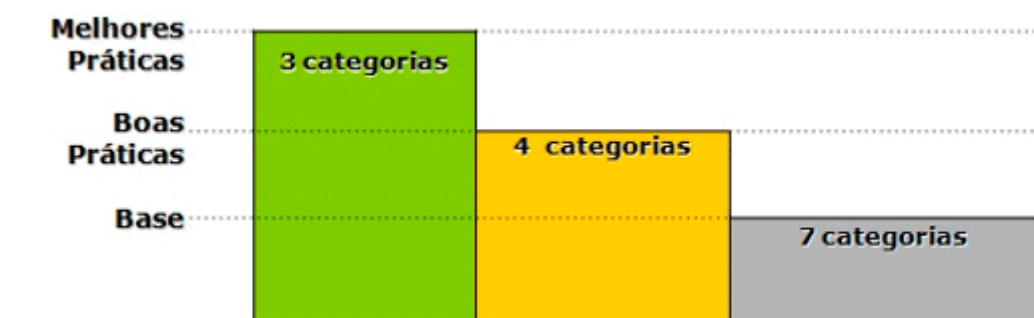 Melhores
Práticas
3 categorias
Boas
Práticas
4 categorias
Base
7 categorias